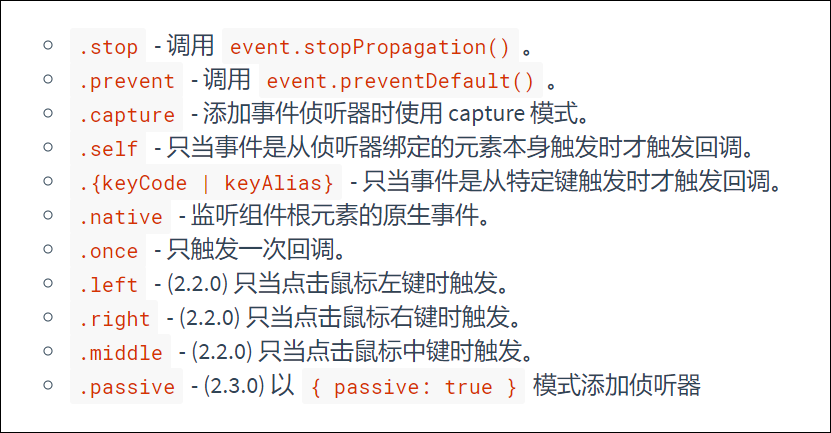 .stop - 调用 event.stopPropagation() 。
.prevent - 调用 event.preventDefault() 。
.capture - 添加事件侦听器时使用 capture 模式。
.self - 只当事件是从侦听器绑定的元素本身触发时才触发回调。
.{keyCode | keyAlias} - 只当事件是从特定键触发时才触发回调。
.native - 监听组件根元素的原生事件。
.once - 只触发一次回调。
.left - (2.2.0) 只当点击鼠标左键时触发。
.right - (2.2.0) 只当点击鼠标右键时触发。
.middle - (2.2.0) 只当点击鼠标中键时触发。
.passive - (2.3.0) 以 { passive: true } 模式添加侦听器